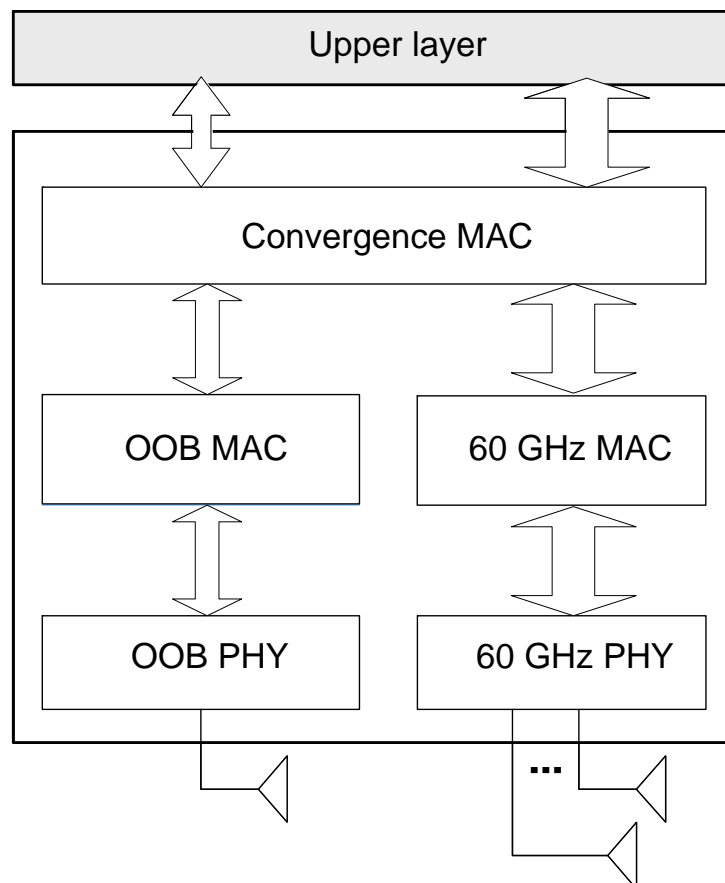 Upper layer
Convergence MAC
OOB MAC
60 GHz MAC
OOB PHY
60 GHz PHY
...